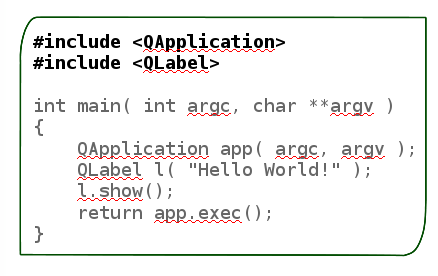 #include <QApplication>
#include <QLabel>
int main( int argc, char **argv )
{
QApplication app( argc, argv );
QLabel l( "Hello World!" );
l.show();
return app.exec();
}